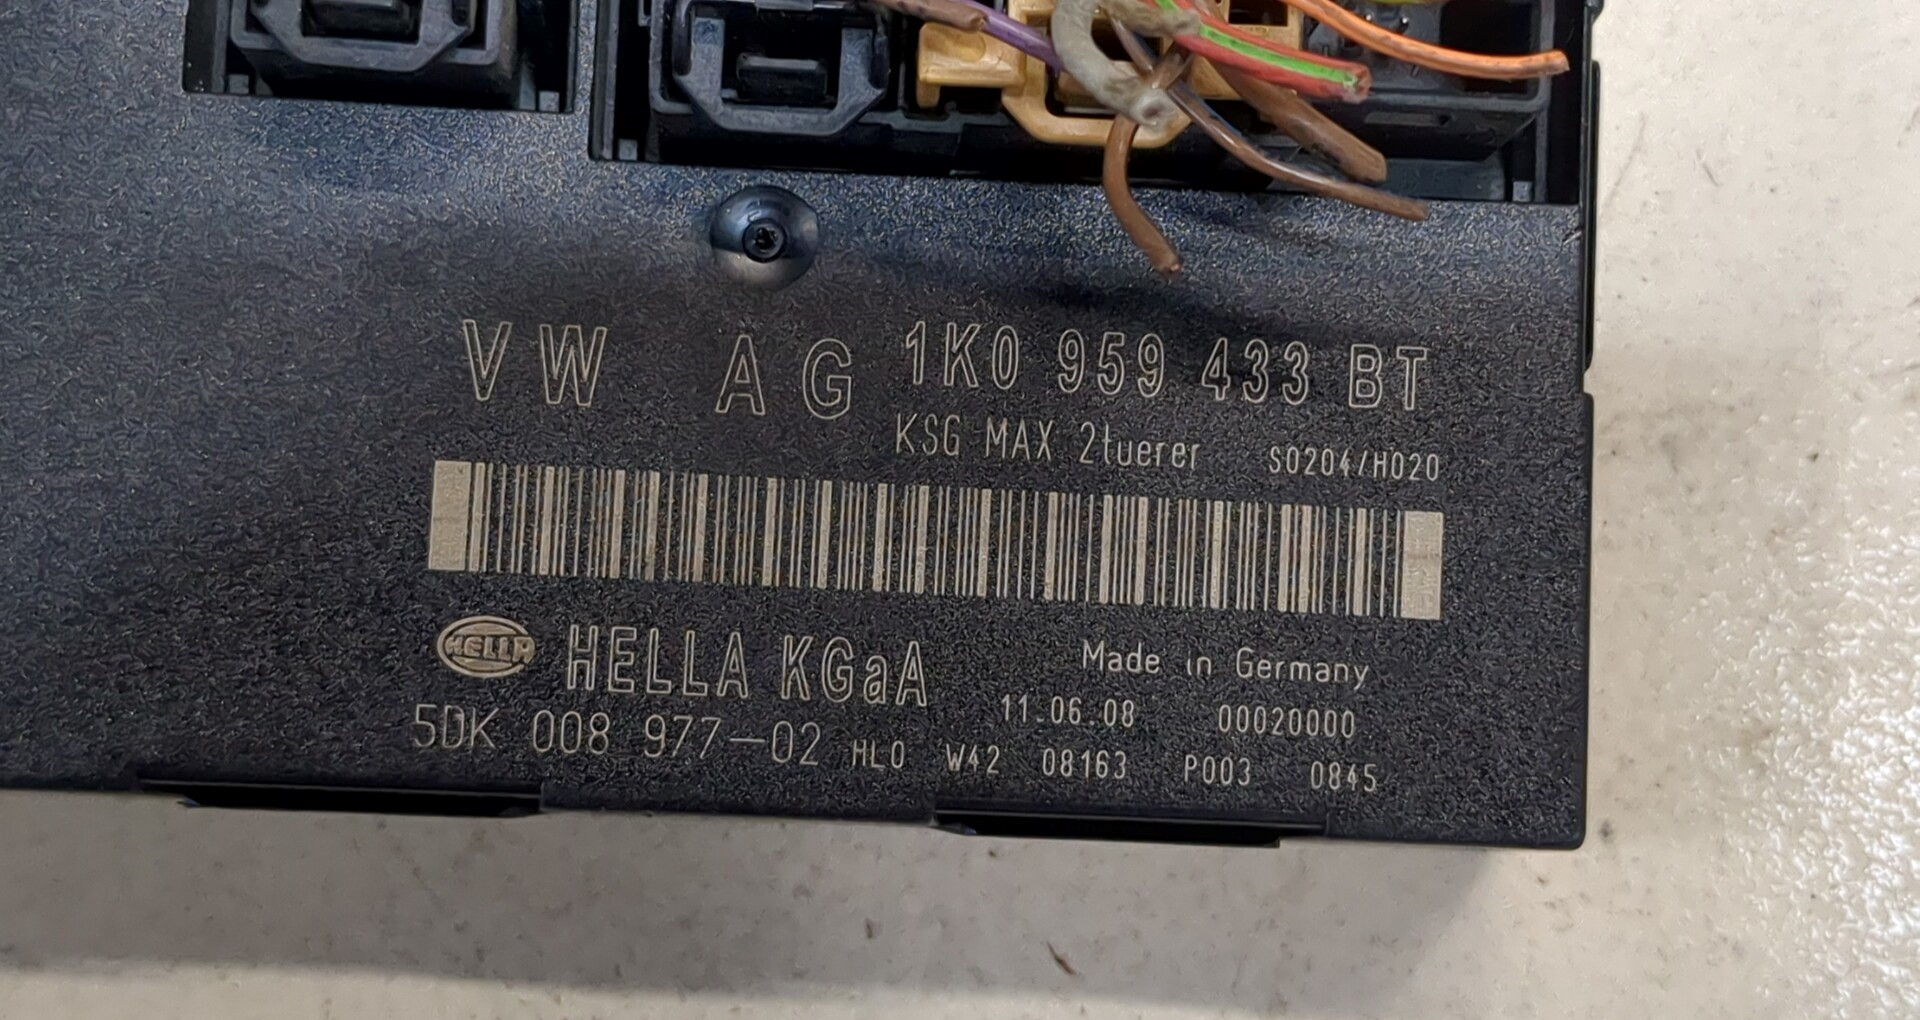 VW AG 1K0 959 433 BT
KSG MAX 2tuerer S0204/H020
HELLA HELLA KGaA Made in Germany
11.06.08 00020000
5DK 008 977-02 HLO W42 08163 P003 0845